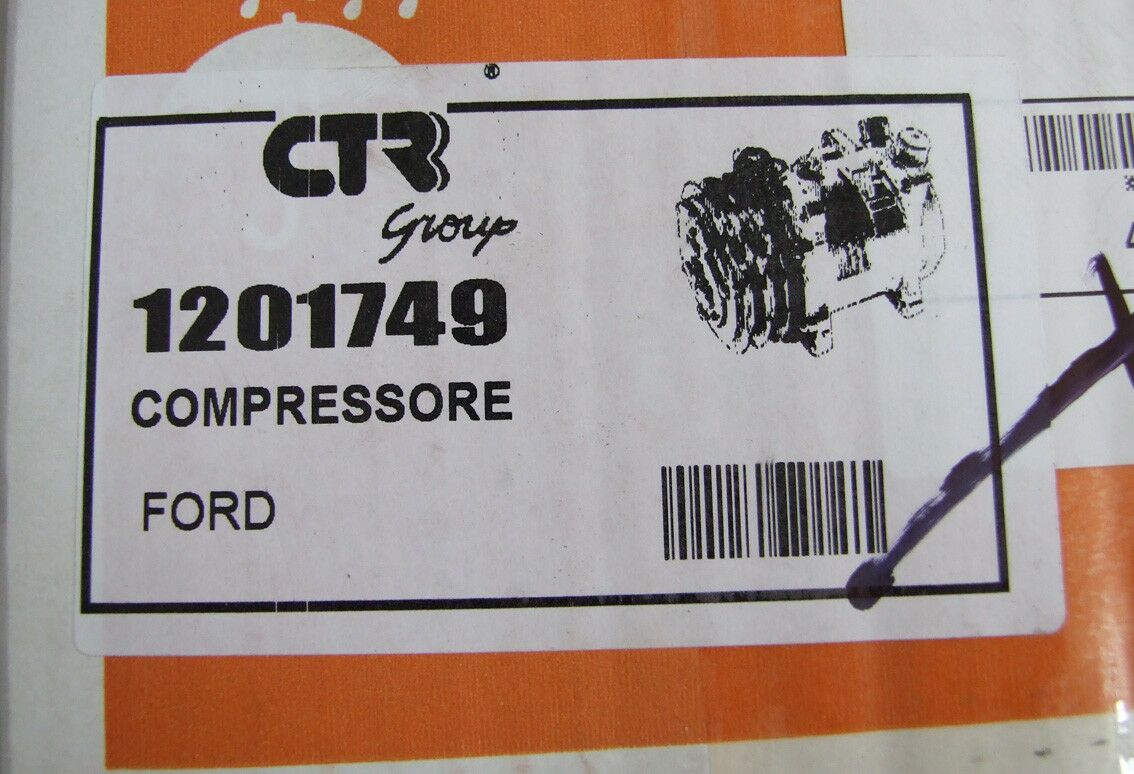 ®
CTR
Group
1201749
COMPRESSORE
FORD